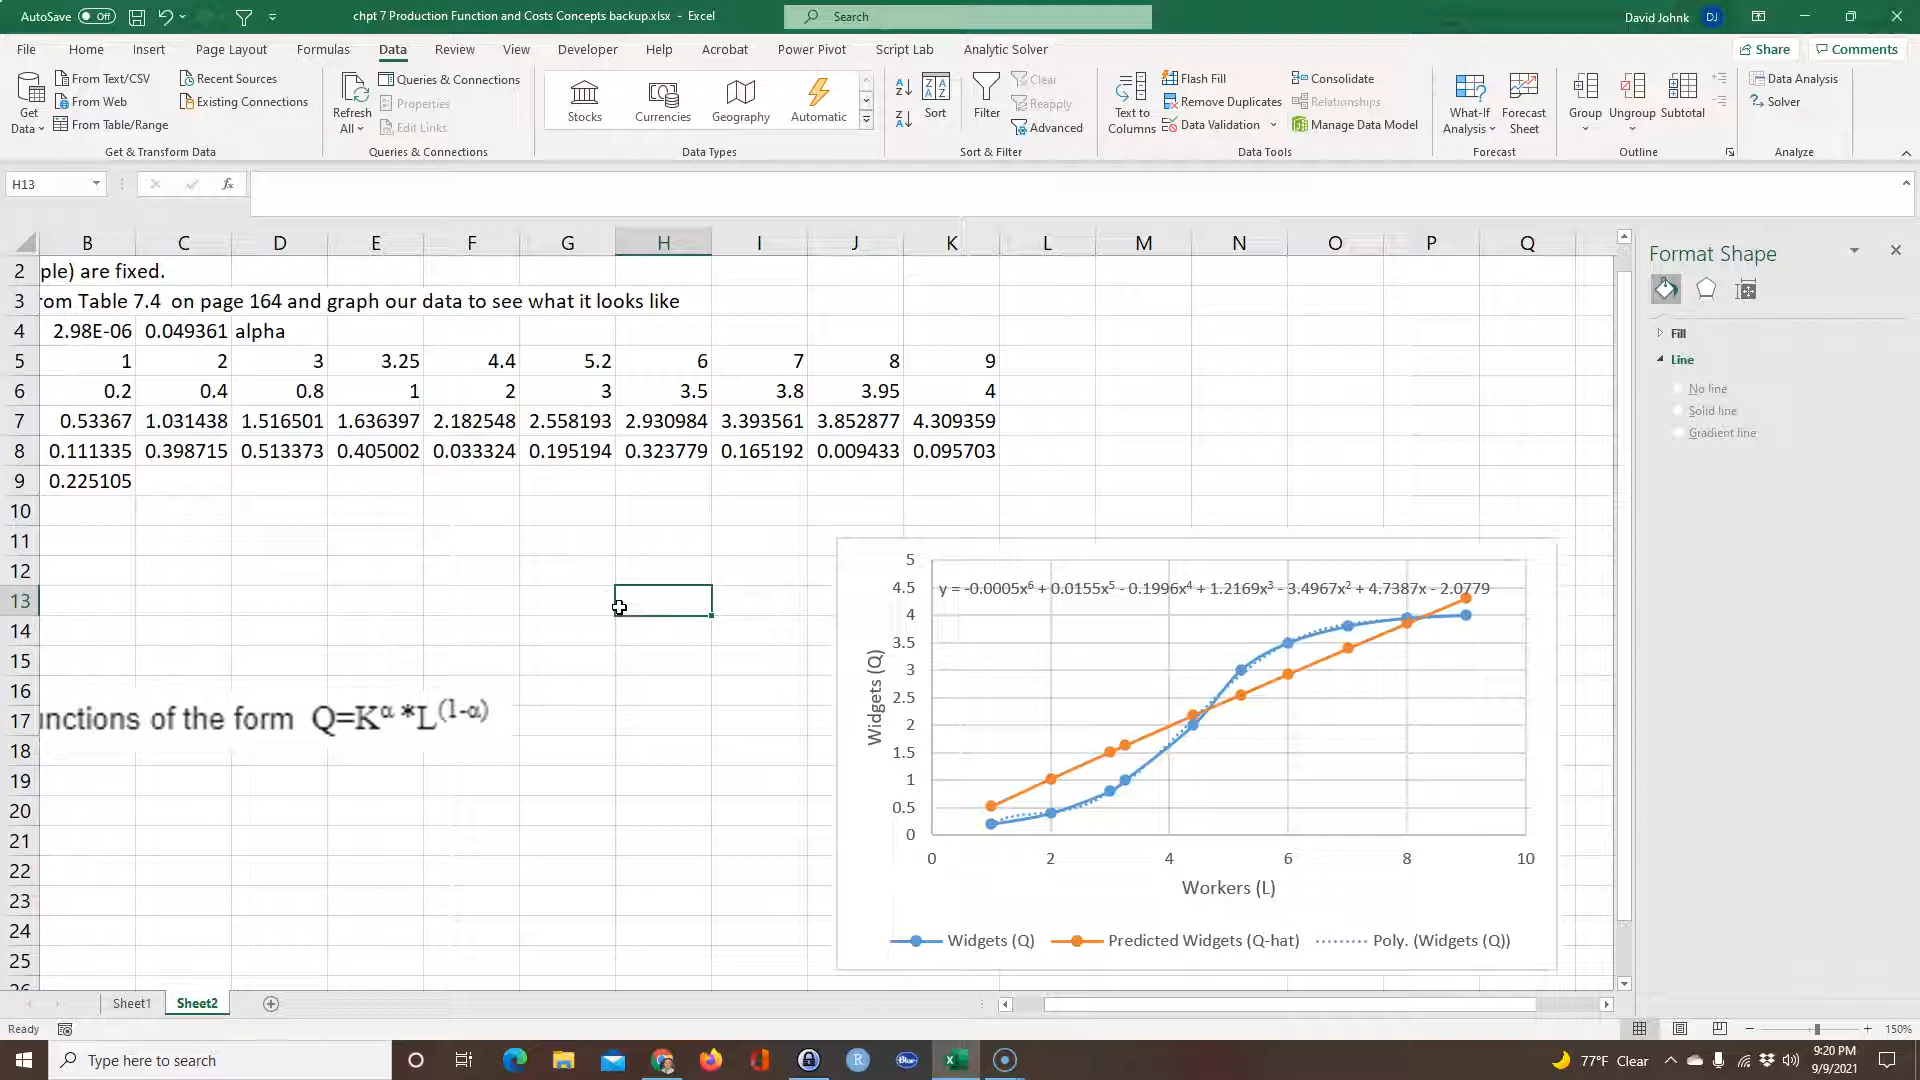 AutoSave Off
chpt 7 Production Function and Costs Concepts backup.xlsx - Excel
Search
David Johnk DJ
File Home Insert Page Layout Formulas Data Review View Developer Help Acrobat Power Pivot Script Lab Analytic Solver Share Comments
Get Data
From Text/CSV
From Web
From Table/Range
Recent Sources
Existing Connections
Get & Transform Data
Refresh All
Queries & Connections
Properties
Edit Links
Queries & Connections
Stocks Currencies Geography Automatic
Data Types
Sort
Filter
Clear
Reapply
Advanced
Sort & Filter
Text to Columns
Flash Fill
Remove Duplicates
Data Validation
Consolidate
Relationships
Manage Data Model
Data Tools
What-If Analysis
Forecast Sheet
Forecast
Group Ungroup Subtotal
Outline
Data Analysis
Solver
Analyze
H13
fx
B C D E F G H I J K L M N O P Q
2 ple) are fixed.
3 rom Table 7.4 on page 164 and graph our data to see what it looks like
4 2.98E-06 0.049361 alpha
5 1 2 3 3.25 4.4 5.2 6 7 8 9
6 0.2 0.4 0.8 1 2 3 3.5 3.8 3.95 4
7 0.53367 1.031438 1.516501 1.636397 2.182548 2.558193 2.930984 3.393561 3.852877 4.309359
8 0.111335 0.398715 0.513373 0.405002 0.033324 0.195194 0.323779 0.165192 0.009433 0.095703
9 0.225105
10
11
12
13
14
15
16
17
18
19
20
21
22
23
24
25
26
unctions of the form Q=K^α *L^(1-α)
y = -0.0005x⁶ + 0.0155x⁵ - 0.1996x⁴ + 1.2169x³ - 3.4967x² + 4.7387x - 2.0779
5
4.5
4
3.5
3
2.5
2
1.5
1
0.5
0
Widgets (Q)
0 2 4 6 8 10
Workers (L)
Widgets (Q) Predicted Widgets (Q-hat) Poly. (Widgets (Q))
Format Shape
Fill
Line
No line
Solid line
Gradient line
Sheet1 Sheet2
Ready
150%
Type here to search
R
Blue
77°F Clear
9:20 PM
9/9/2021